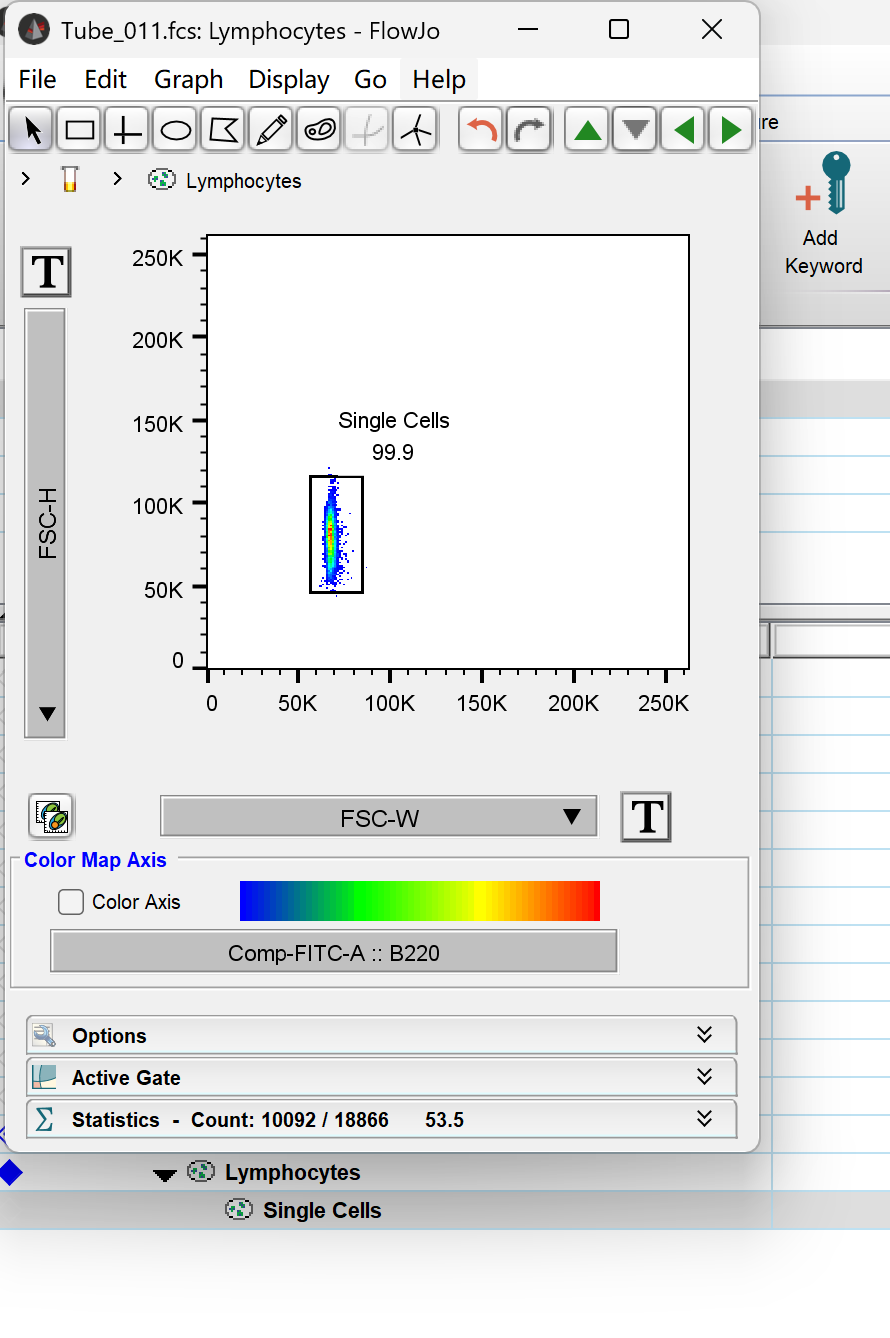 Tube_011.fcs: Lymphocytes - FlowJo
File Edit Graph Display Go Help
re
Lymphocytes
Add
Keyword
T
250K
200K
150K
100K
50K
0
Single Cells
99.9
FSC-H
0 50K 100K 150K 200K 250K
FSC-W
T
Color Map Axis
Color Axis
Comp-FITC-A :: B220
Options
Active Gate
Statistics - Count: 10092 / 18866 53.5
Lymphocytes
Single Cells